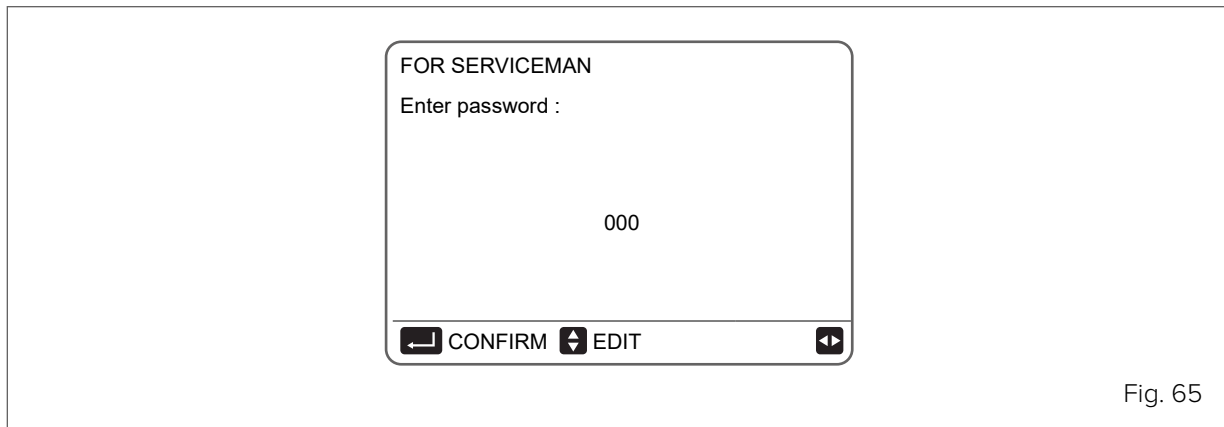 FOR SERVICEMAN
Enter password :
000
CONFIRM EDIT
Fig. 65